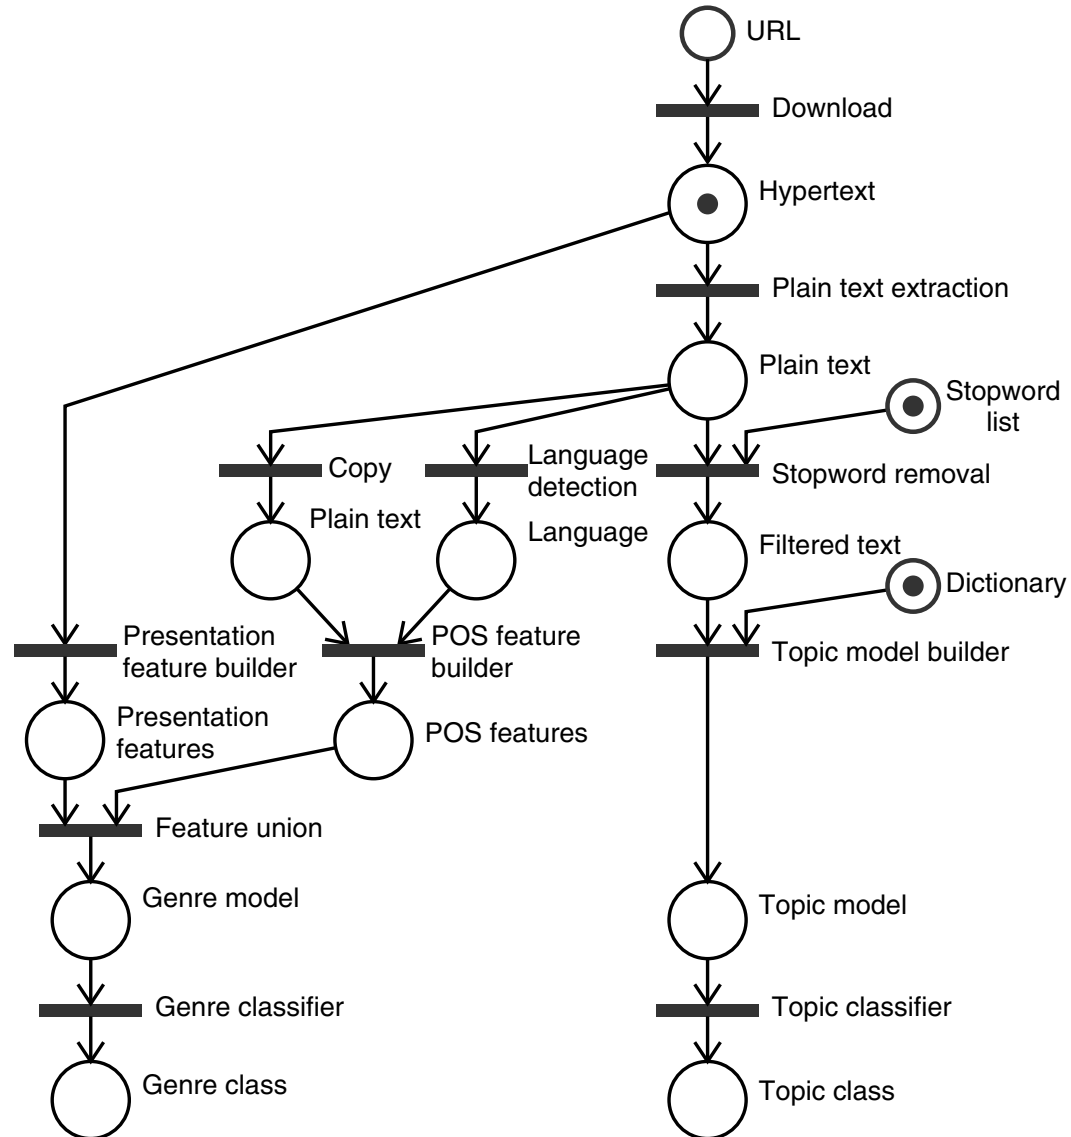 URL
Download
Hypertext
Plain text extraction
Plain text
Stopword
list
Copy
Language
detection
Stopword removal
Plain text
Language
Filtered text
Dictionary
Presentation
feature builder
POS feature
builder
Topic model builder
Presentation
features
POS features
Feature union
Genre model
Topic model
Genre classifier
Topic classifier
Genre class
Topic class